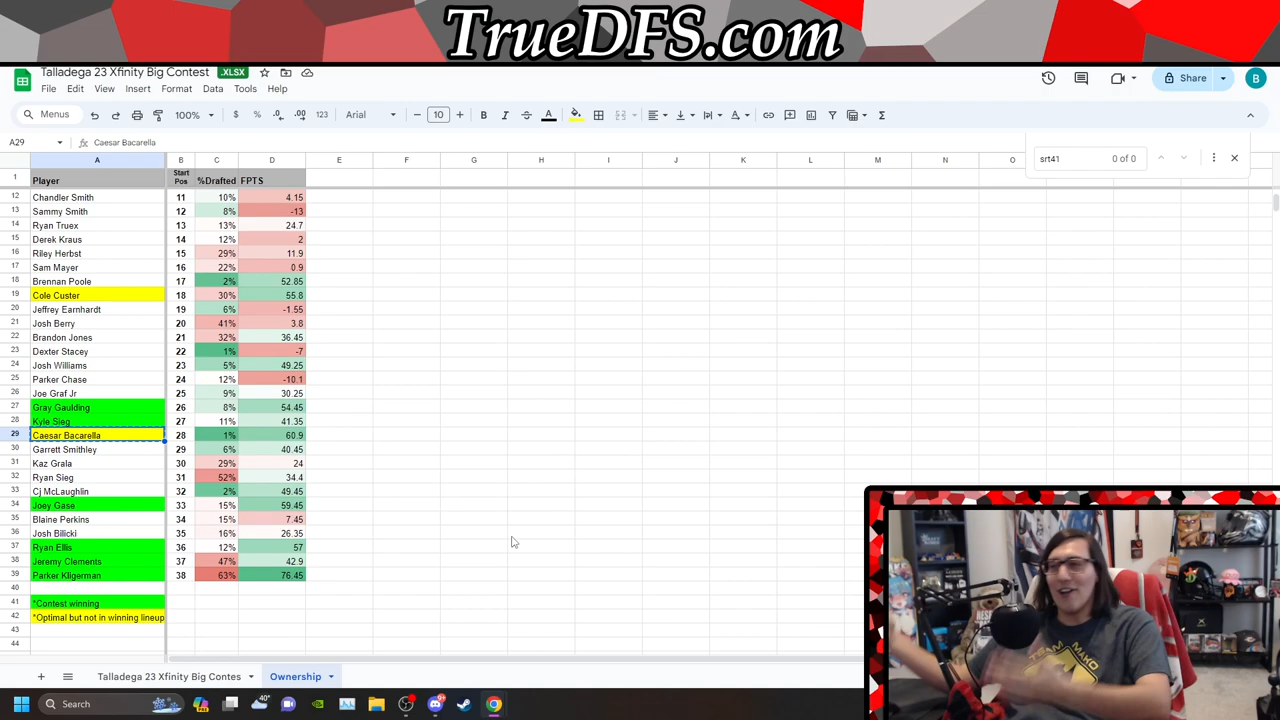 TrueDFS.com
Talladega 23 Xfinity Big Contest .XLSX
File Edit View Insert Format Data Tools Help
Share B
Menus 100% $ % .0 .00 123 Arial 10 B I A
A29 Caesar Bacarella
srt41 0 of 0
A B C D E F G H I J K L M N O
1 Player Start Pos %Drafted FPTS
12 Chandler Smith 11 10% 4.15
13 Sammy Smith 12 8% -13
14 Ryan Truex 13 13% 24.7
15 Derek Kraus 14 12% 2
16 Riley Herbst 15 29% 11.9
17 Sam Mayer 16 22% 0.9
18 Brennan Poole 17 2% 52.85
19 Cole Custer 18 30% 55.8
20 Jeffrey Earnhardt 19 6% -1.55
21 Josh Berry 20 41% 3.8
22 Brandon Jones 21 32% 36.45
23 Dexter Stacey 22 1% -7
24 Josh Williams 23 5% 49.25
25 Parker Chase 24 12% -10.1
26 Joe Graf Jr 25 9% 30.25
27 Gray Gaulding 26 8% 54.45
28 Kyle Sieg 27 11% 41.35
29 Caesar Bacarella 28 1% 60.9
30 Garrett Smithley 29 6% 40.45
31 Kaz Grala 30 29% 24
32 Ryan Sieg 31 52% 34.4
33 Cj McLaughlin 32 2% 49.45
34 Joey Gase 33 15% 59.45
35 Blaine Perkins 34 15% 7.45
36 Josh Bilicki 35 16% 26.35
37 Ryan Ellis 36 12% 57
38 Jeremy Clements 37 47% 42.9
39 Parker Kligerman 38 63% 76.45
40
41 *Contest winning
42 *Optimal but not in winning lineup
43
44
TEAM MAKO
Talladega 23 Xfinity Big Contes Ownership
Search 40°